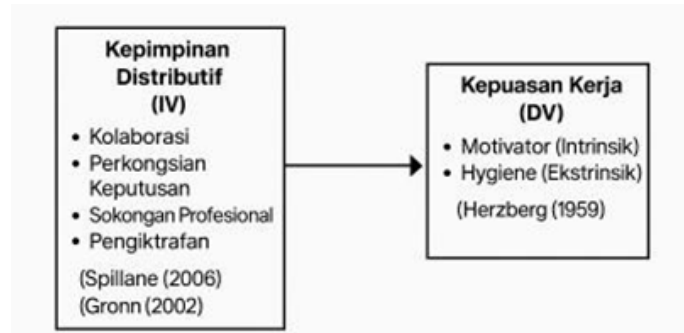 Kepimpinan
Distributif
(IV)
• Kolaborasi
• Perkongsian
Keputusan
• Sokongan Profesional
• Pengiktrafan
(Spillane (2006)
(Gronn (2002)
Kepuasan Kerja
(DV)
• Motivator (Intrinsik)
• Hygiene (Ekstrinsik)
(Herzberg (1959)